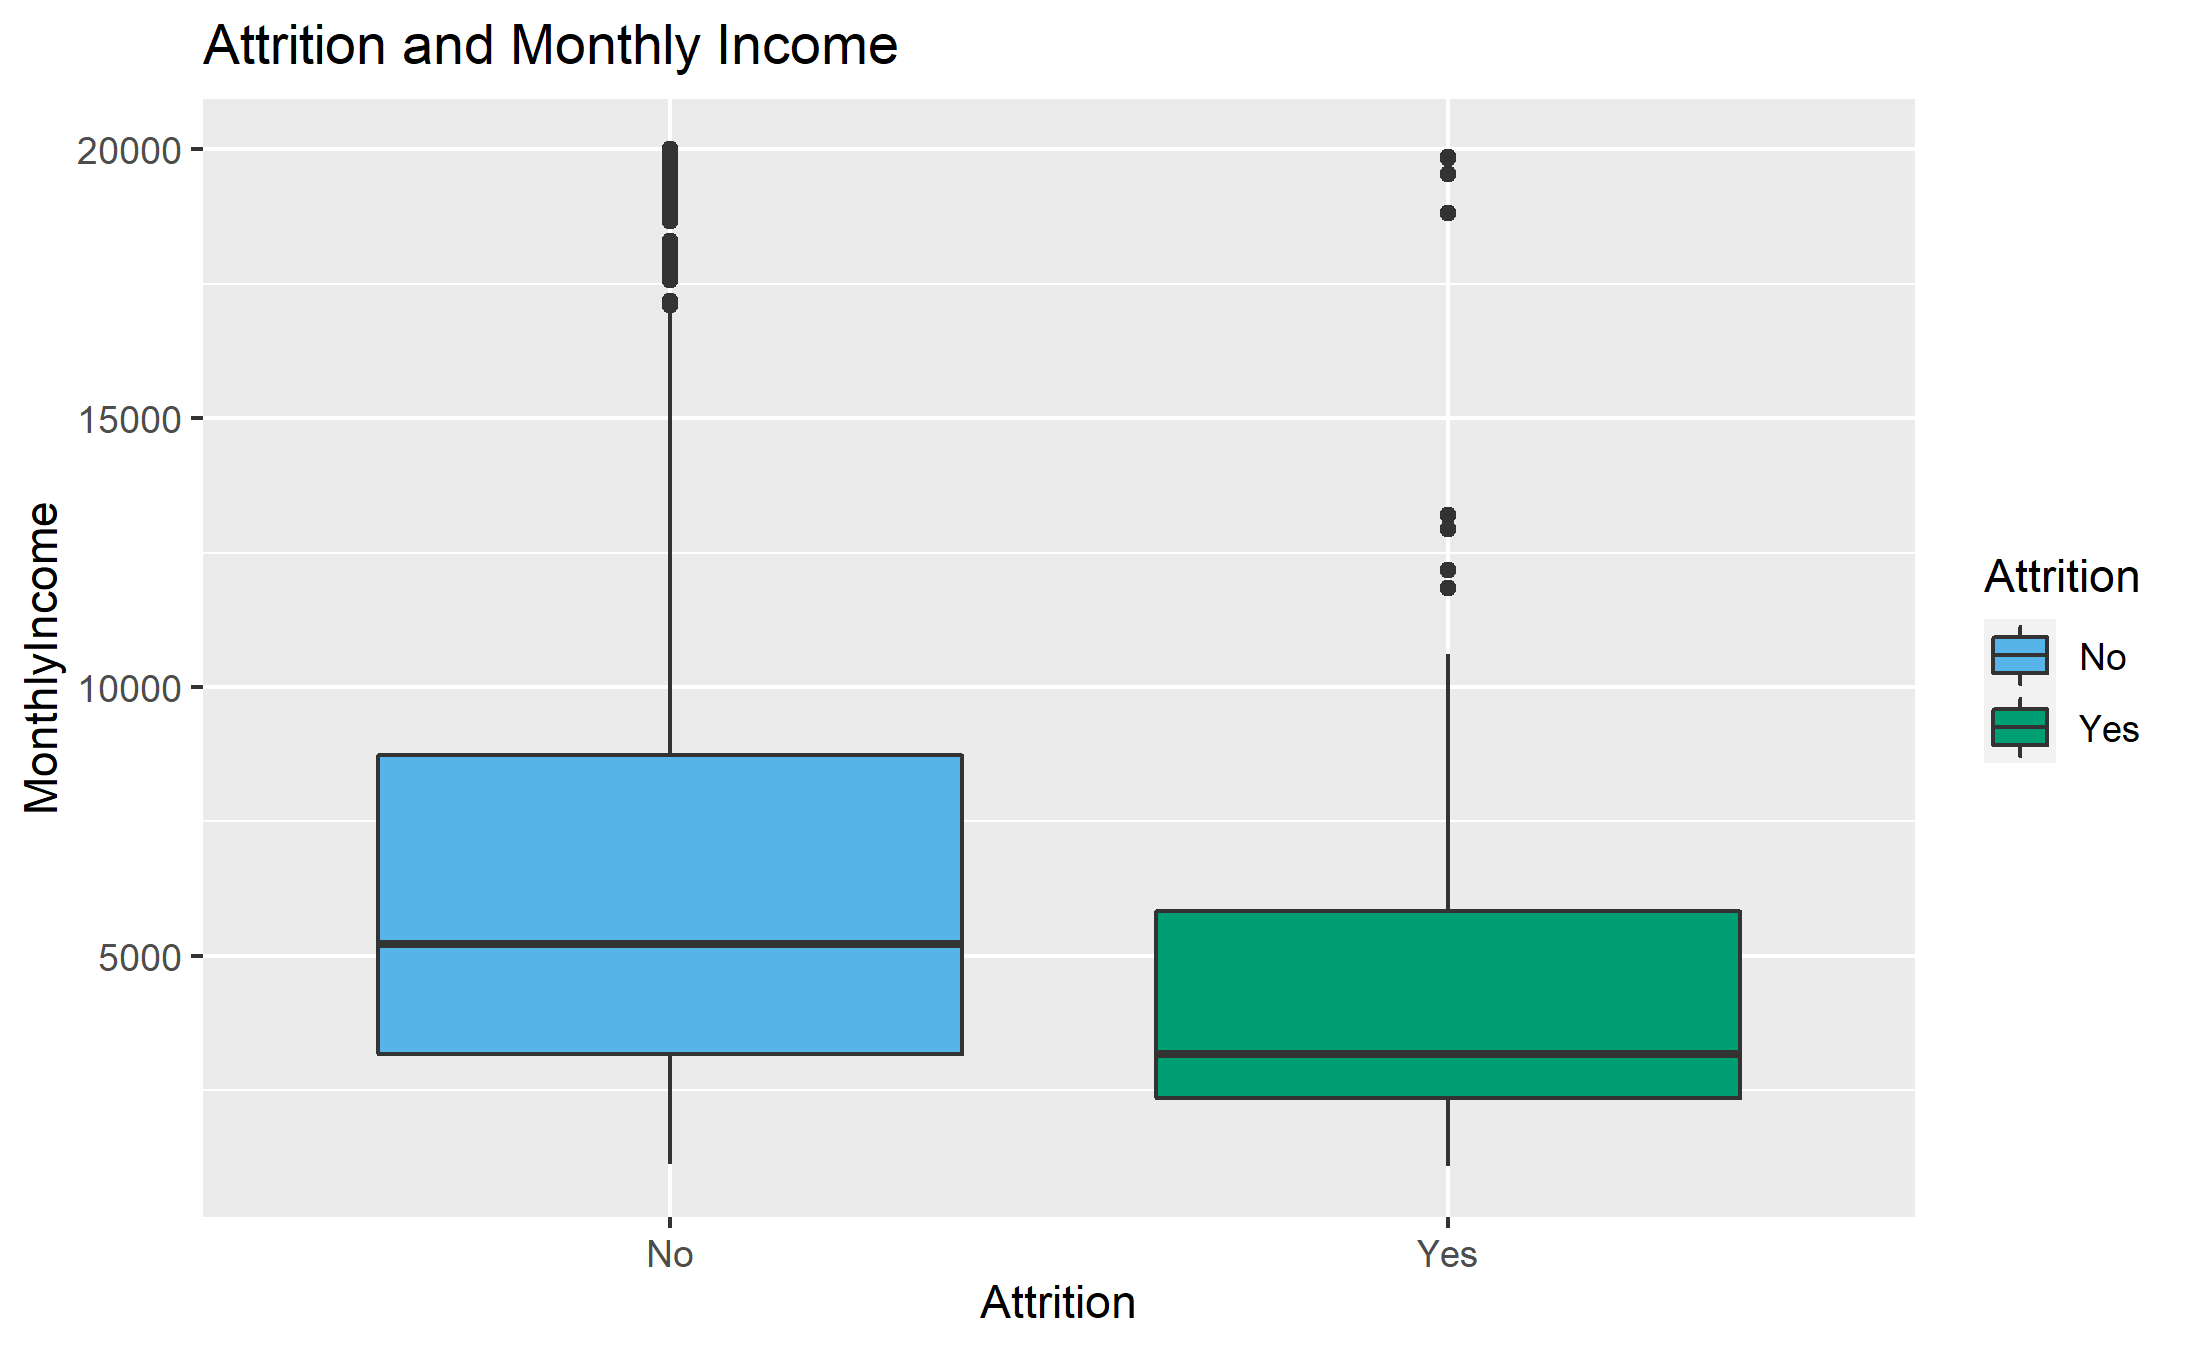 Attrition and Monthly Income
MonthlyIncome
20000
15000
10000
5000
No
Yes
Attrition
Attrition
No
Yes